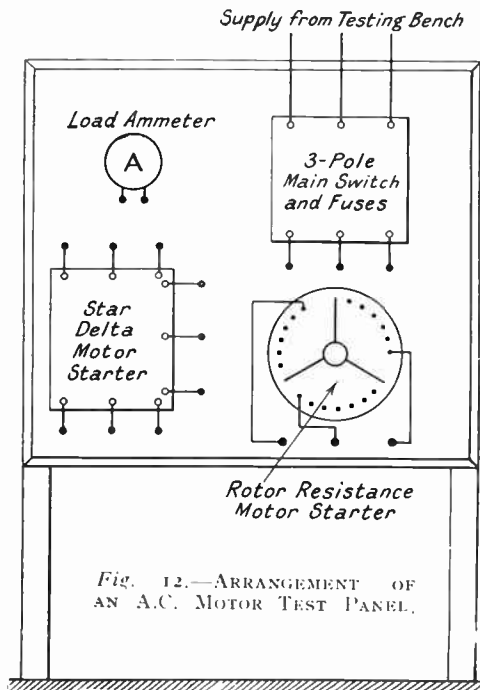 Supply from Testing Bench
Load Ammeter
A
3-Pole
Main Switch
and Fuses
Star
Delta
Motor
Starter
Rotor Resistance
Motor Starter
Fig. 12.—ARRANGEMENT OF
AN A.C. MOTOR TEST PANEL.